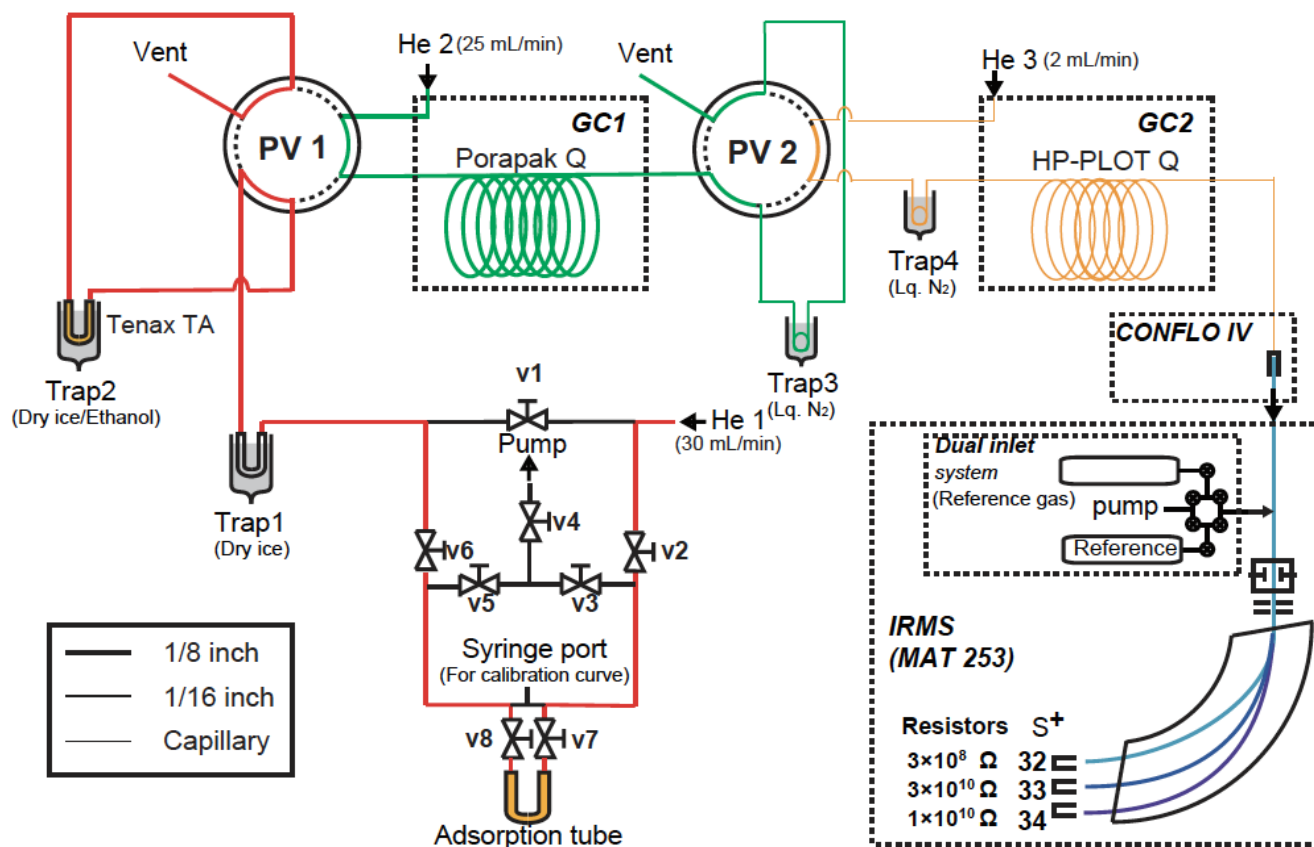 He 2 (25 mL/min)
Vent
Vent
He 3 (2 mL/min)
GC1
GC2
PV 1
PV 2
Porapak Q
HP-PLOT Q
Tenax TA
Trap2
(Dry ice/Ethanol)
Trap4
(Lq. N₂)
Trap3
(Lq. N₂)
CONFLO IV
v1
Pump
He 1
(30 mL/min)
Trap1
(Dry ice)
v4
v6
v2
v5
v3
Dual inlet
system
(Reference gas)
pump
Reference
Syringe port
(For calibration curve)
v8
v7
Adsorption tube
1/8 inch
1/16 inch
Capillary
IRMS
(MAT 253)
Resistors S⁺
3×10⁸ Ω 32
3×10¹⁰ Ω 33
1×10¹⁰ Ω 34